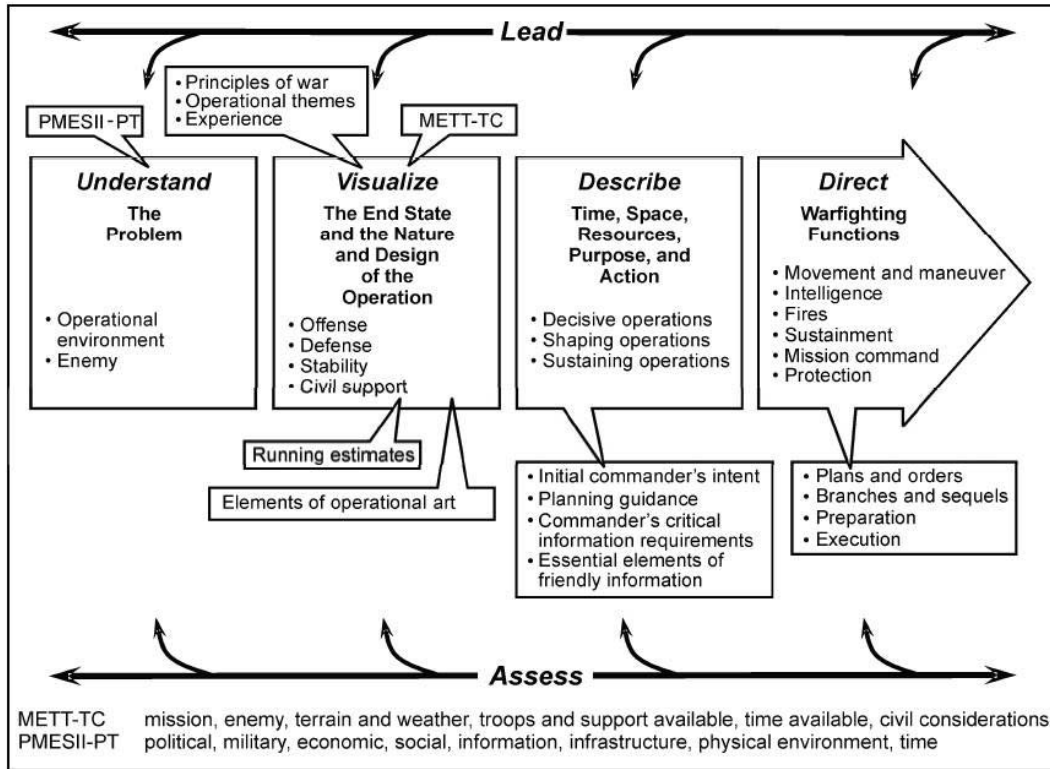 Lead
• Principles of war
• Operational themes
• Experience
PMESII-PT
METT-TC
Understand
The
Problem
• Operational
environment
• Enemy
Visualize
The End State
and the Nature
and Design
of the
Operation
• Offense
• Defense
• Stability
• Civil support
Describe
Time, Space,
Resources,
Purpose, and
Action
• Decisive operations
• Shaping operations
• Sustaining operations
Direct
Warfighting
Functions
• Movement and maneuver
• Intelligence
• Fires
• Sustainment
• Mission command
• Protection
Running estimates
Elements of operational art
• Initial commander's intent
• Planning guidance
• Commander's critical
information requirements
• Essential elements of
friendly information
• Plans and orders
• Branches and sequels
• Preparation
• Execution
Assess
METT-TC mission, enemy, terrain and weather, troops and support available, time available, civil considerations
PMESII-PT political, military, economic, social, information, infrastructure, physical environment, time